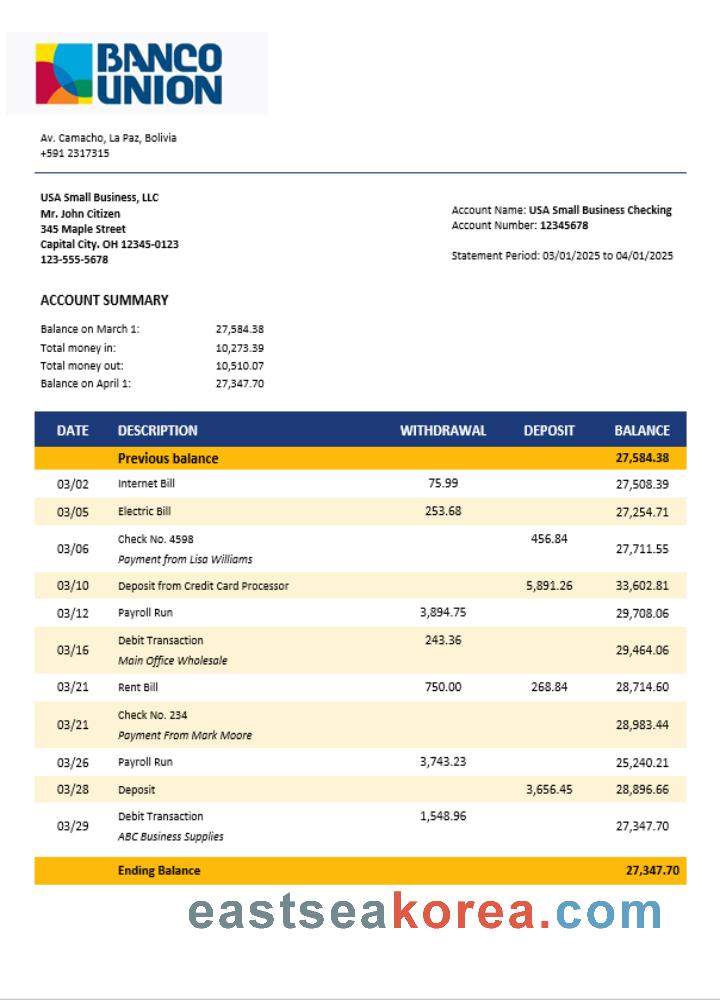 BANCO
UNION
Av. Camacho, La Paz, Bolivia
+591 2317315
USA Small Business, LLC
Mr. John Citizen
345 Maple Street
Capital City. OH 12345-0123
123-555-5678
Account Name: USA Small Business Checking
Account Number: 12345678
Statement Period: 03/01/2025 to 04/01/2025
ACCOUNT SUMMARY
Balance on March 1: 27,584.38
Total money in: 10,273.39
Total money out: 10,510.07
Balance on April 1: 27,347.70
DATE DESCRIPTION WITHDRAWAL DEPOSIT BALANCE
Previous balance 27,584.38
03/02 Internet Bill 75.99 27,508.39
03/05 Electric Bill 253.68 27,254.71
03/06 Check No. 4598 456.84 27,711.55
Payment from Lisa Williams
03/10 Deposit from Credit Card Processor 5,891.26 33,602.81
03/12 Payroll Run 3,894.75 29,708.06
03/16 Debit Transaction 243.36 29,464.06
Main Office Wholesale
03/21 Rent Bill 750.00 268.84 28,714.60
03/21 Check No. 234 28,983.44
Payment From Mark Moore
03/26 Payroll Run 3,743.23 25,240.21
03/28 Deposit 3,656.45 28,896.66
03/29 Debit Transaction 1,548.96 27,347.70
ABC Business Supplies
Ending Balance 27,347.70
eastseakorea.com